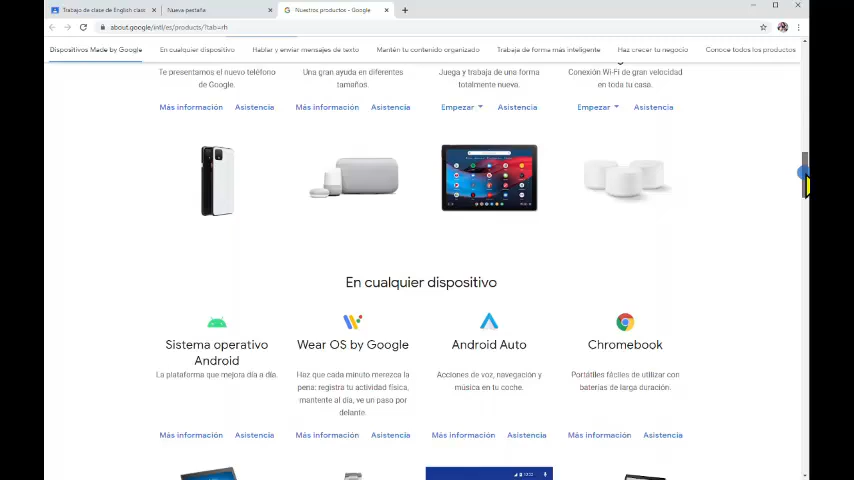 Trabajo de clase de English class
Nueva pestaña
Nuestros productos - Google
about.google/intl/es/products/?tab=rh
Dispositivos Made by Google
En cualquier dispositivo
Hablar y enviar mensajes de texto
Mantén tu contenido organizado
Trabaja de forma más inteligente
Haz crecer tu negocio
Conoce todos los productos
Te presentamos el nuevo teléfono de Google.
Una gran ayuda en diferentes tamaños.
Juega y trabaja de una forma totalmente nueva.
Conexión Wi-Fi de gran velocidad en toda tu casa.
Más información Asistencia
Más información Asistencia
Empezar Asistencia
Empezar Asistencia
En cualquier dispositivo
Sistema operativo
Android
La plataforma que mejora día a día.
Más información Asistencia
Wear OS by Google
Haz que cada minuto merezca la
pena: registra tu actividad física,
mantente al día, ve un paso por
delante.
Más información Asistencia
Android Auto
Acciones de voz, navegación y
música en tu coche.
Más información Asistencia
Chromebook
Portátiles fáciles de utilizar con
baterías de larga duración.
Más información Asistencia